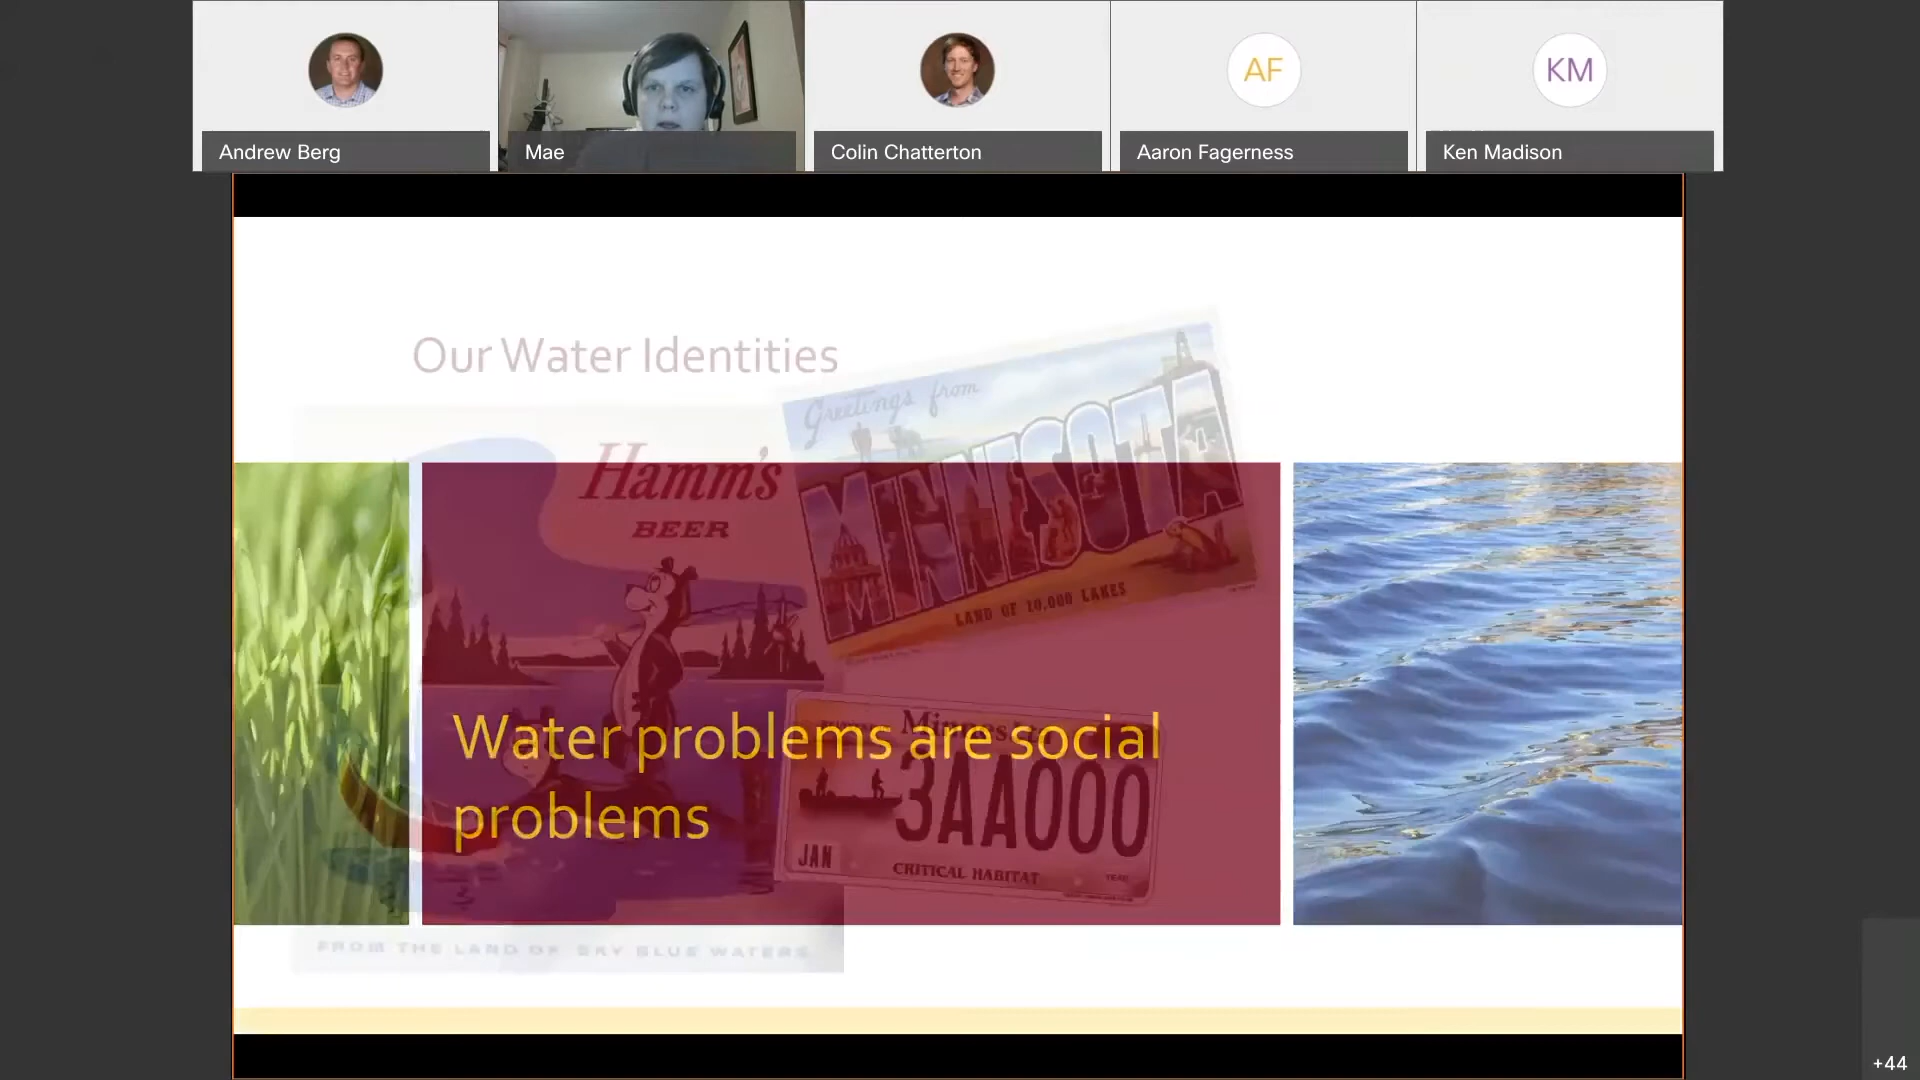 Andrew Berg
Mae
Colin Chatterton
AF
Aaron Fagerness
KM
Ken Madison
Our Water Identities
Greetings from
MINNESOTA
LAND OF 10,000 LAKES
Hamm's
BEER
Water problems are social
problems
Minnesota
3AA000
JAN
CRITICAL HABITAT
YEAR
FROM THE LAND OF SKY BLUE WATERS
+44